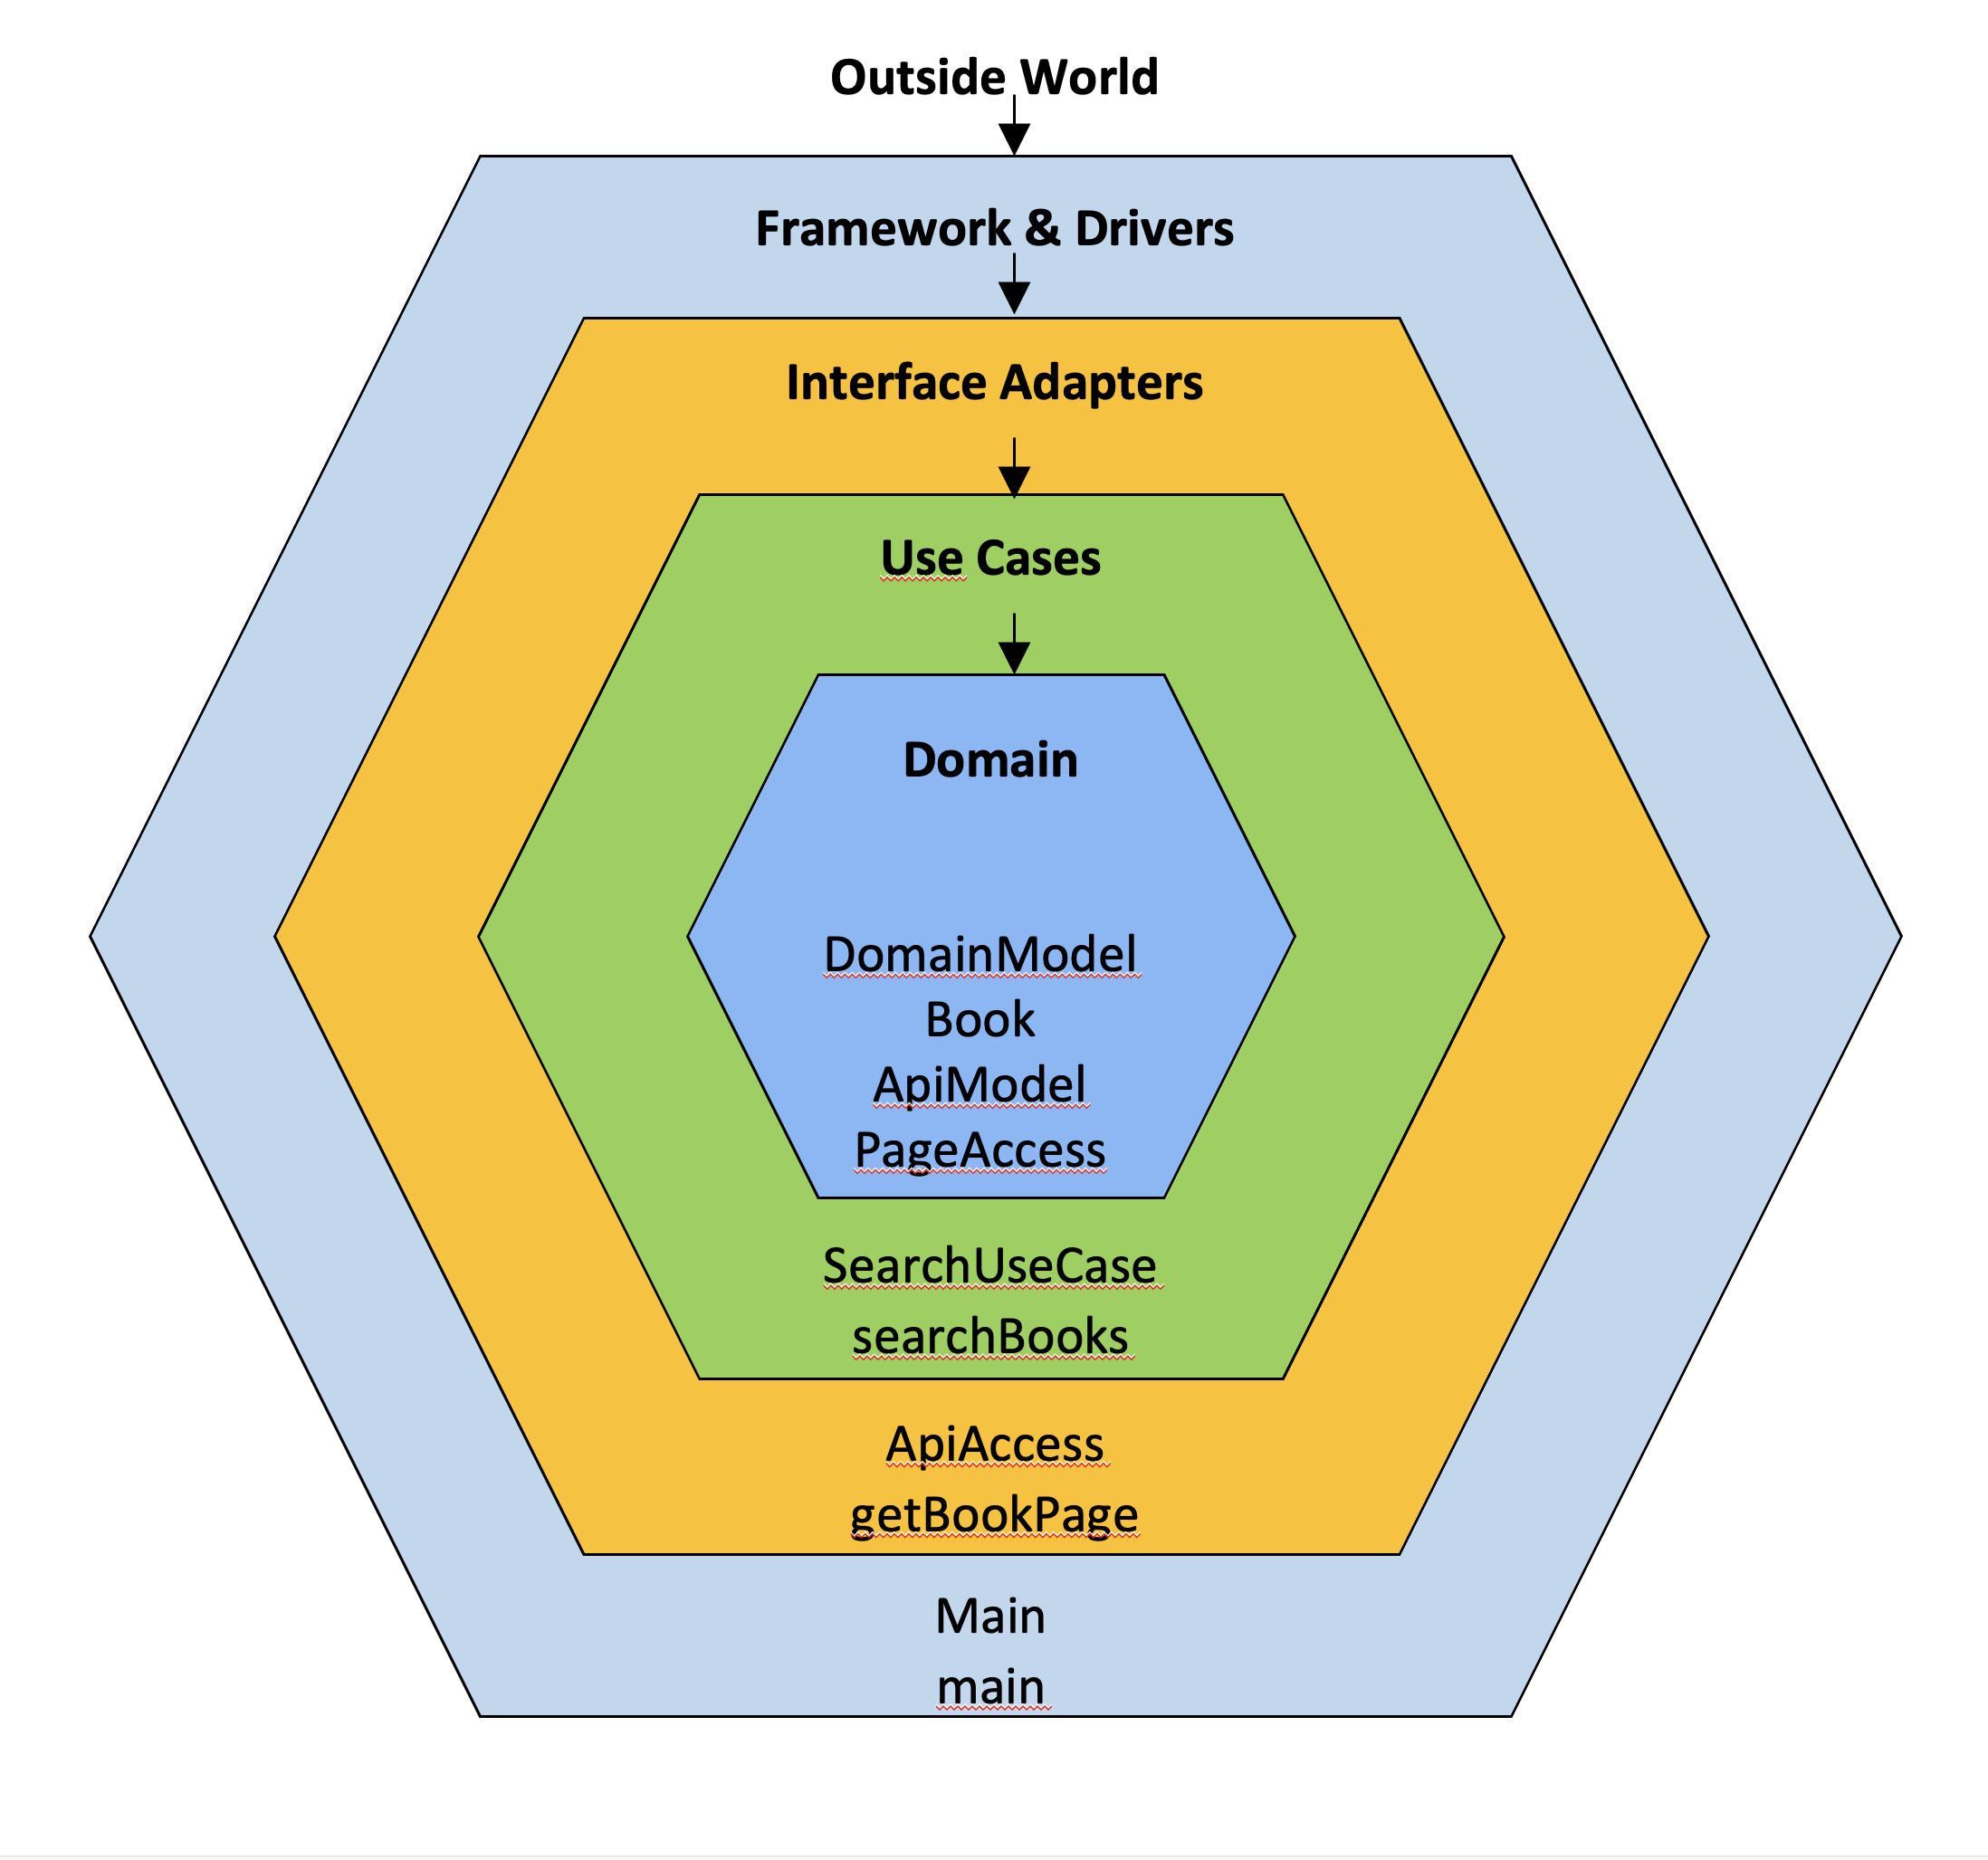 Outside World
Framework & Drivers
Interface Adapters
Use Cases
Domain
DomainModel
Book
ApiModel
PageAccess
SearchUseCase
searchBooks
ApiAccess
getBookPage
Main
main